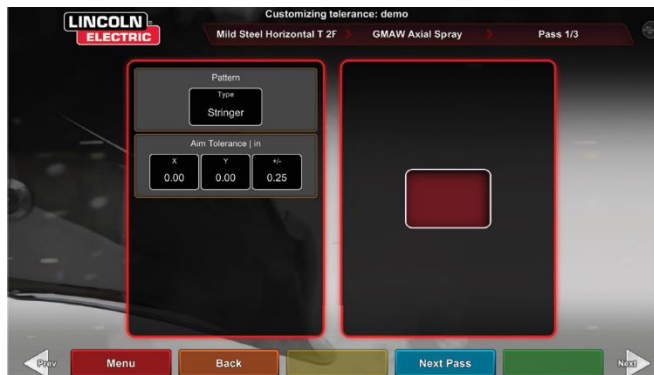 LINCOLN
ELECTRIC
Customizing tolerance: demo
Mild Steel Horizontal T 2F GMAW Axial Spray Pass 1/3
Pattern
Type
Stringer
Aim Tolerance | in
X Y +/-
0.00 0.00 0.25
Prev Menu Back Next Pass Next